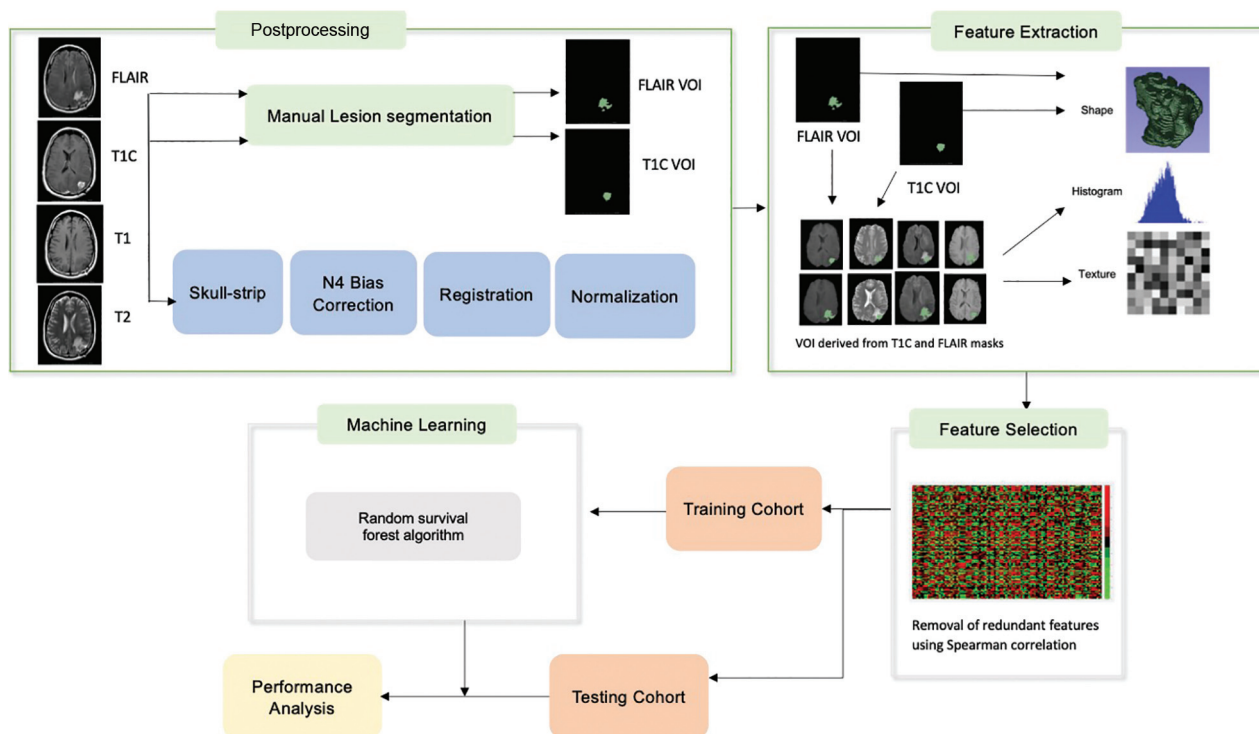 Postprocessing
FLAIR
T1C
T1
T2
Manual Lesion segmentation
FLAIR VOI
T1C VOI
Skull-strip
N4 Bias
Correction
Registration
Normalization
Feature Extraction
FLAIR VOI
T1C VOI
Shape
Histogram
Texture
VOI derived from T1C and FLAIR masks
Machine Learning
Random survival
forest algorithm
Training Cohort
Feature Selection
Removal of redundant features
using Spearman correlation
Performance
Analysis
Testing Cohort